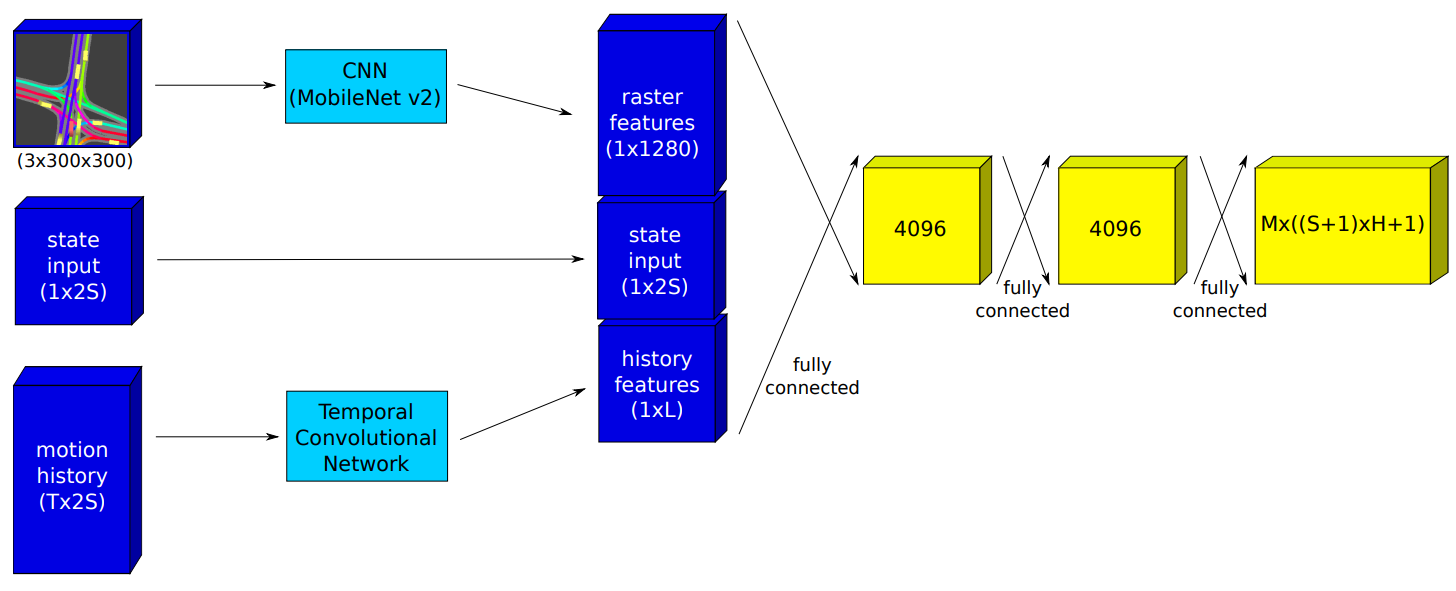 (3x300x300)
CNN
(MobileNet v2)
raster
features
(1x1280)
state
input
(1x2S)
state
input
(1x2S)
motion
history
(Tx2S)
Temporal
Convolutional
Network
history
features
(1xL)
fully
connected
4096
fully
connected
4096
fully
connected
Mx((S+1)xH+1)